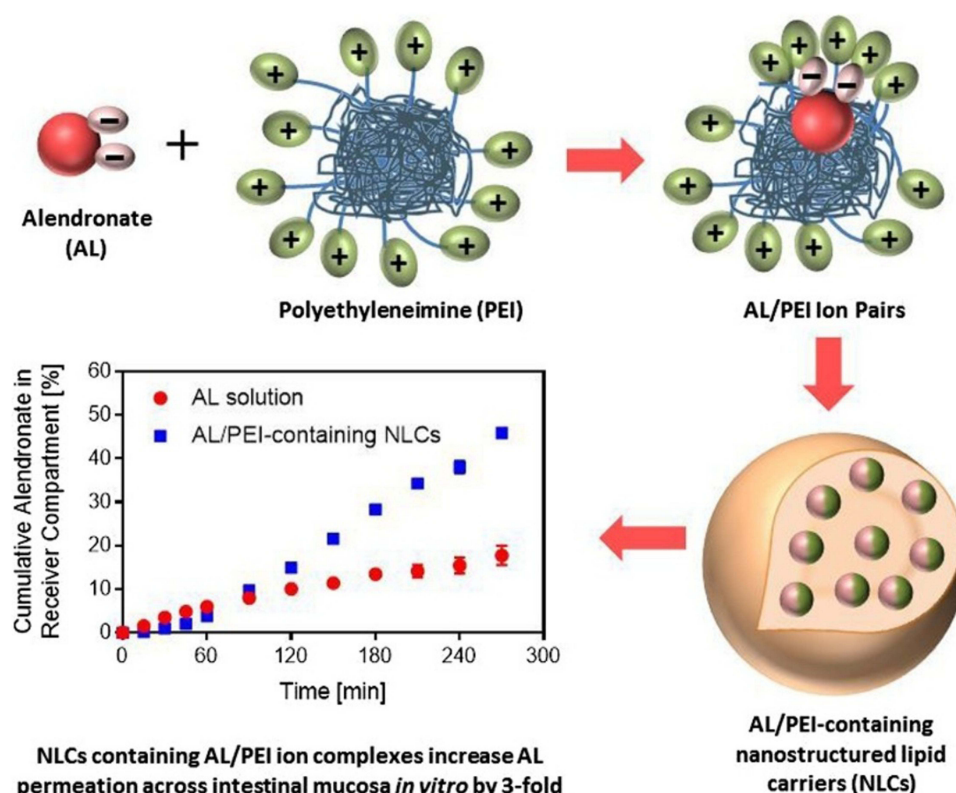 +
Alendronate
(AL)
Polyethyleneimine (PEI)
AL/PEI Ion Pairs
Cumulative Alendronate in
Receiver Compartment [%]
60
50
40
30
20
10
0
AL solution
AL/PEI-containing NLCs
0 60 120 180 240 300
Time [min]
AL/PEI-containing
nanostructured lipid
carriers (NLCs)
NLCs containing AL/PEI ion complexes increase AL
permeation across intestinal mucosa in vitro by 3-fold